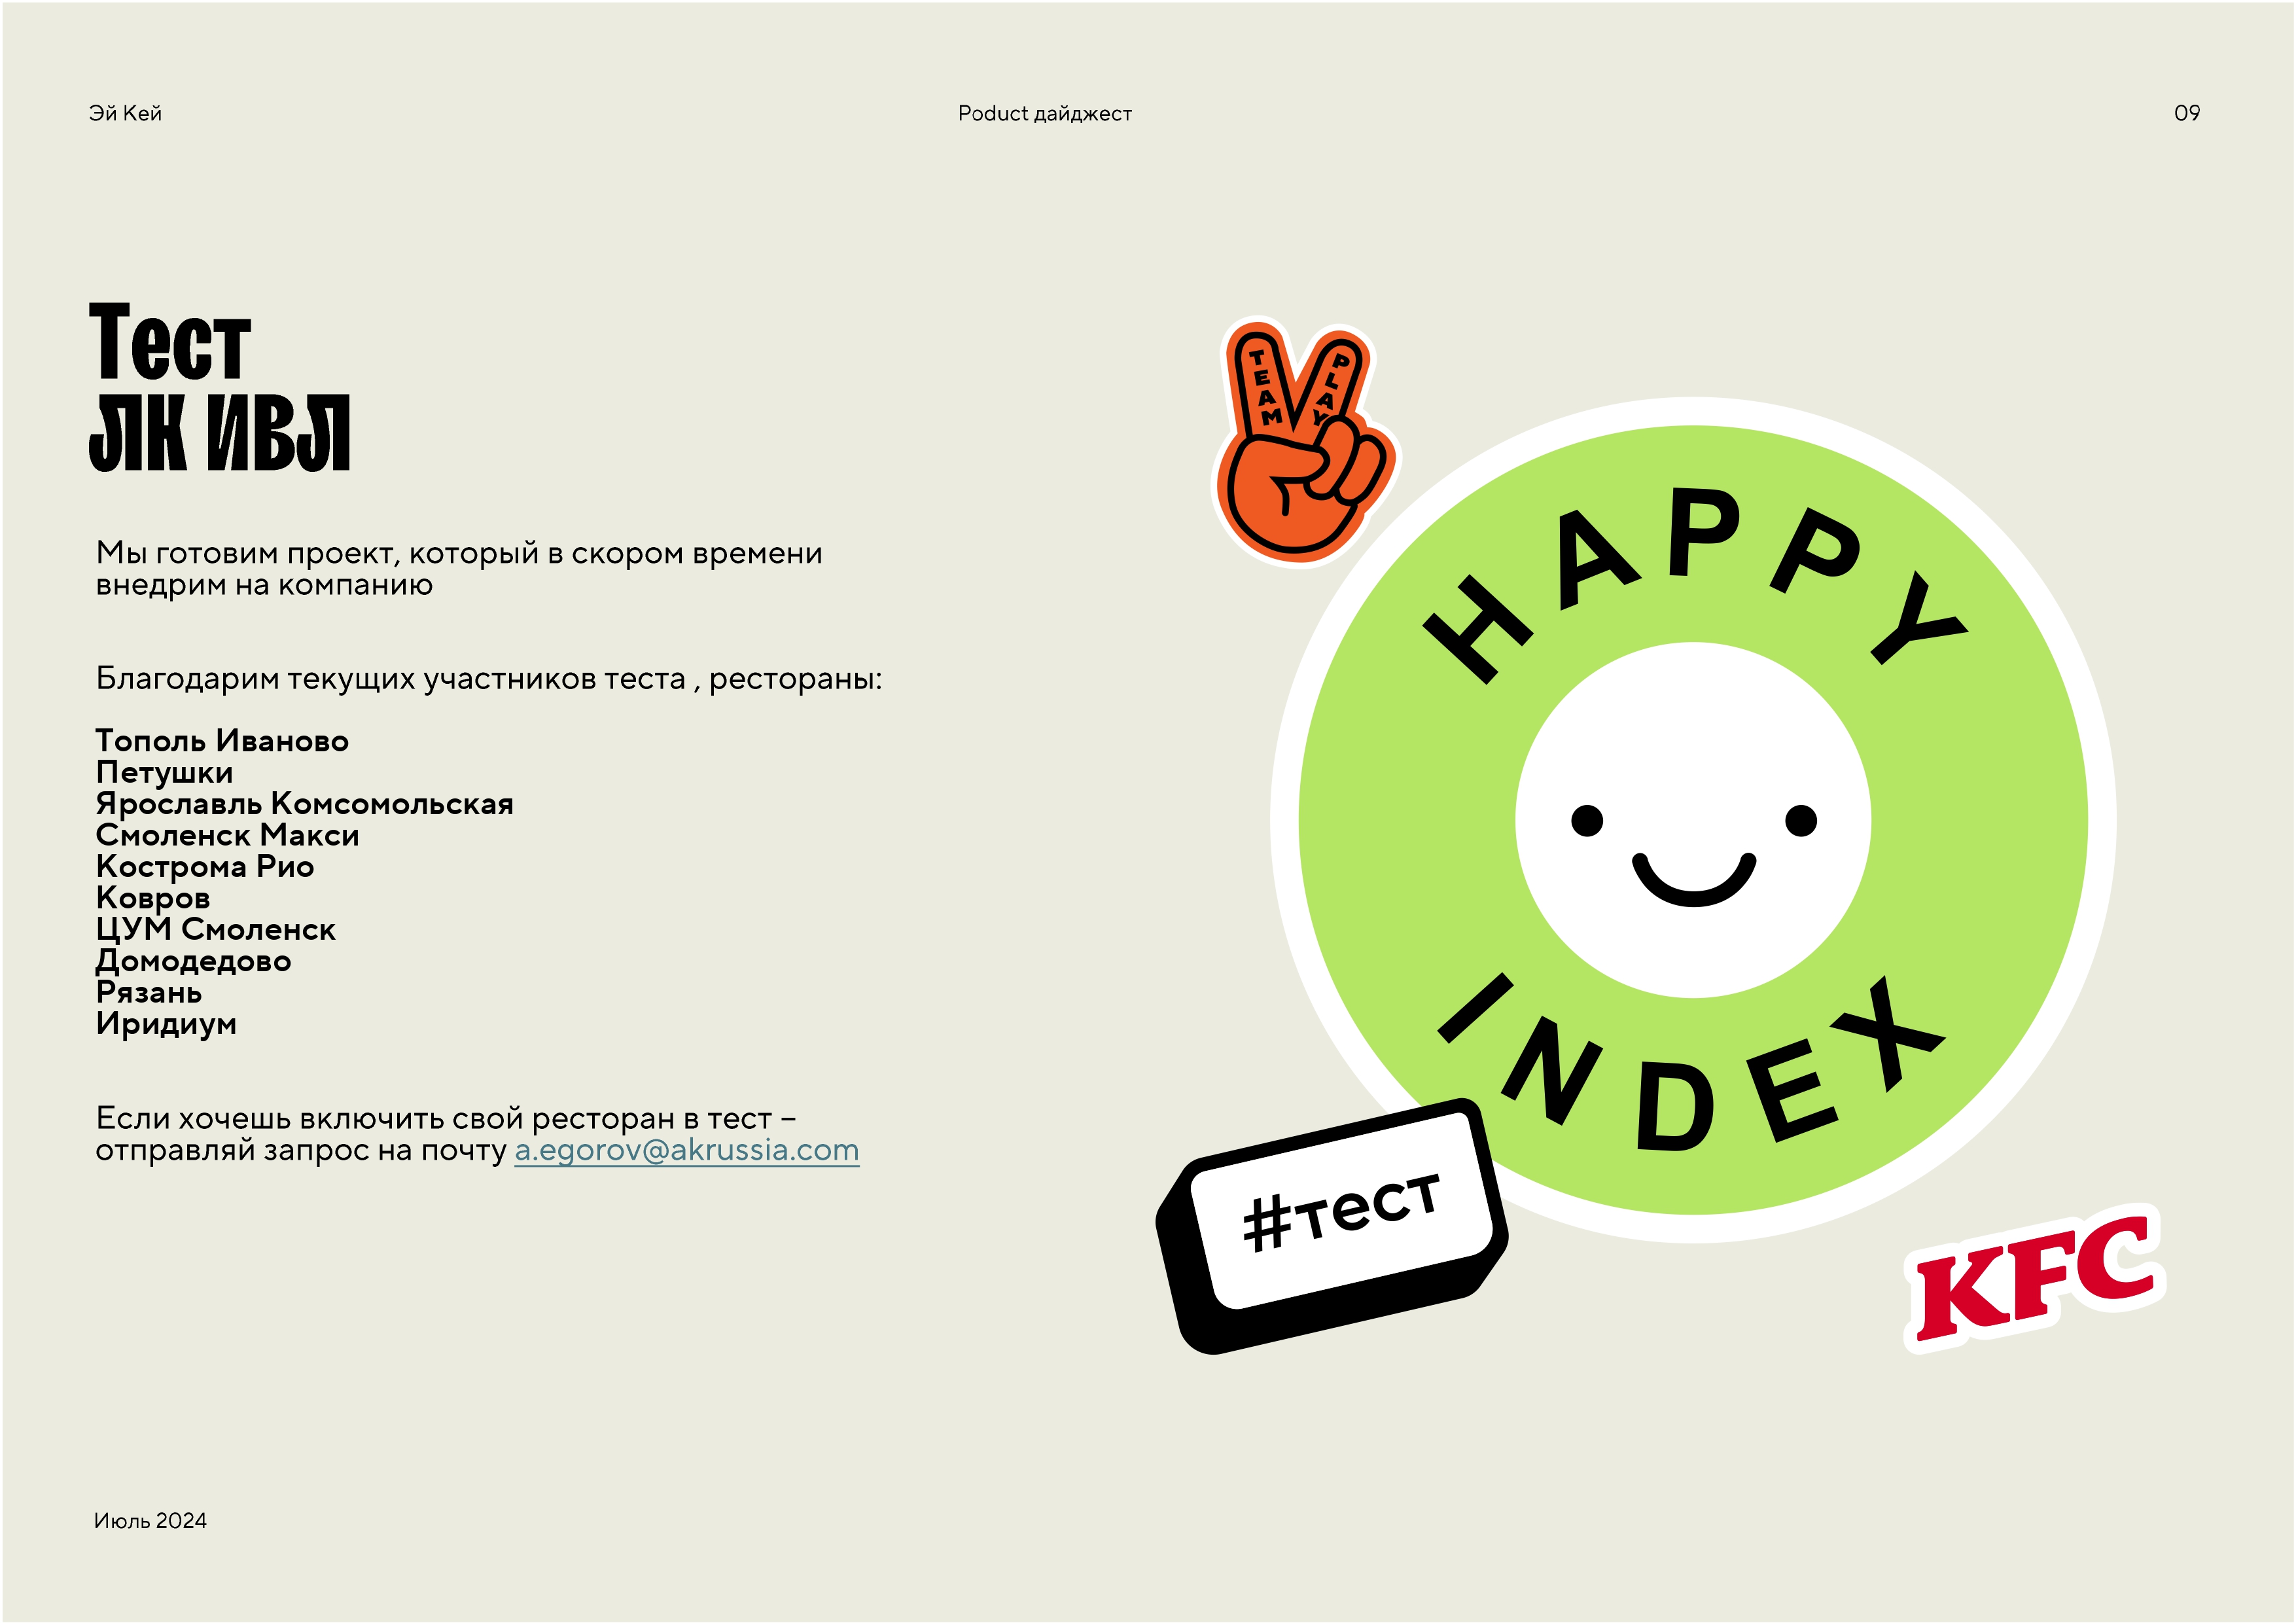 Эй Кей
Poduct дайджест
09
Тест
ЛК ИВЛ
Мы готовим проект, который в скором времени
внедрим на компанию
Благодарим текущих участников теста , рестораны:
Тополь Иваново
Петушки
Ярославль Комсомольская
Смоленск Макси
Кострома Рио
Ковров
ЦУМ Смоленск
Домодедово
Рязань
Иридиум
Если хочешь включить свой ресторан в тест –
отправляй запрос на почту a.egorov@akrussia.com
TEAM
PLAY
HAPPY
INDEX
#тест
KFC
Июль 2024